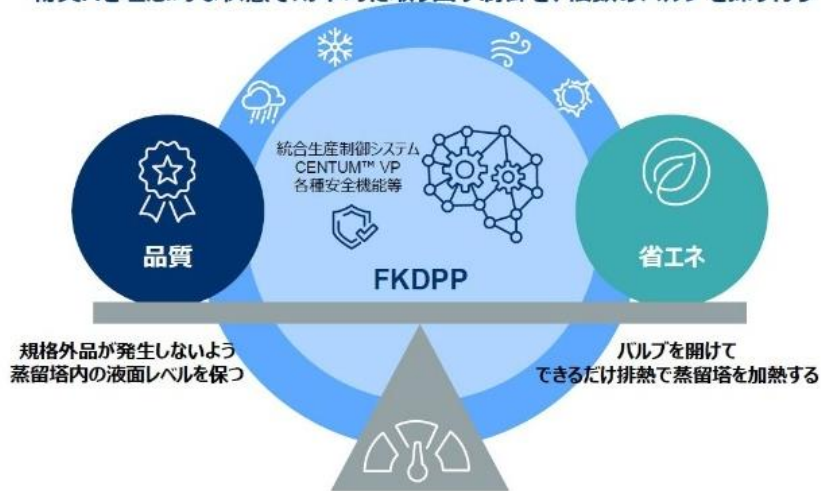 統合生産制御システム
CENTUM™ VP
各種安全機能等
FKDPP
品質
省エネ
規格外品が発生しないよう
蒸留塔内の液面レベルを保つ
バルブを開けて
できるだけ排熱で蒸留塔を加熱する